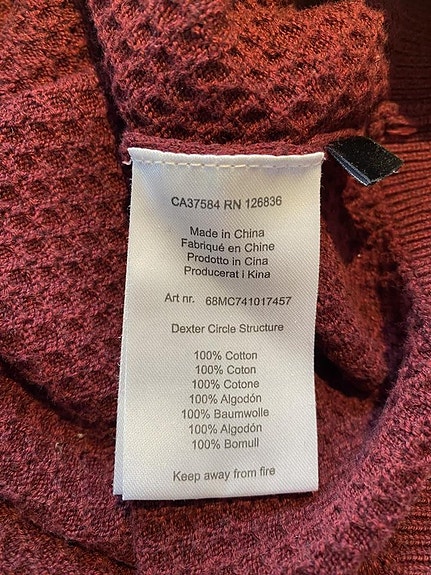 CA37584 RN 126836
Made in China
Fabriqué en Chine
Prodotto in Cina
Producerat i Kina
Art nr. 68MC741017457
Dexter Circle Structure
100% Cotton
100% Coton
100% Cotone
100% Algodón
100% Baumwolle
100% Algodón
100% Bomull
Keep away from fire